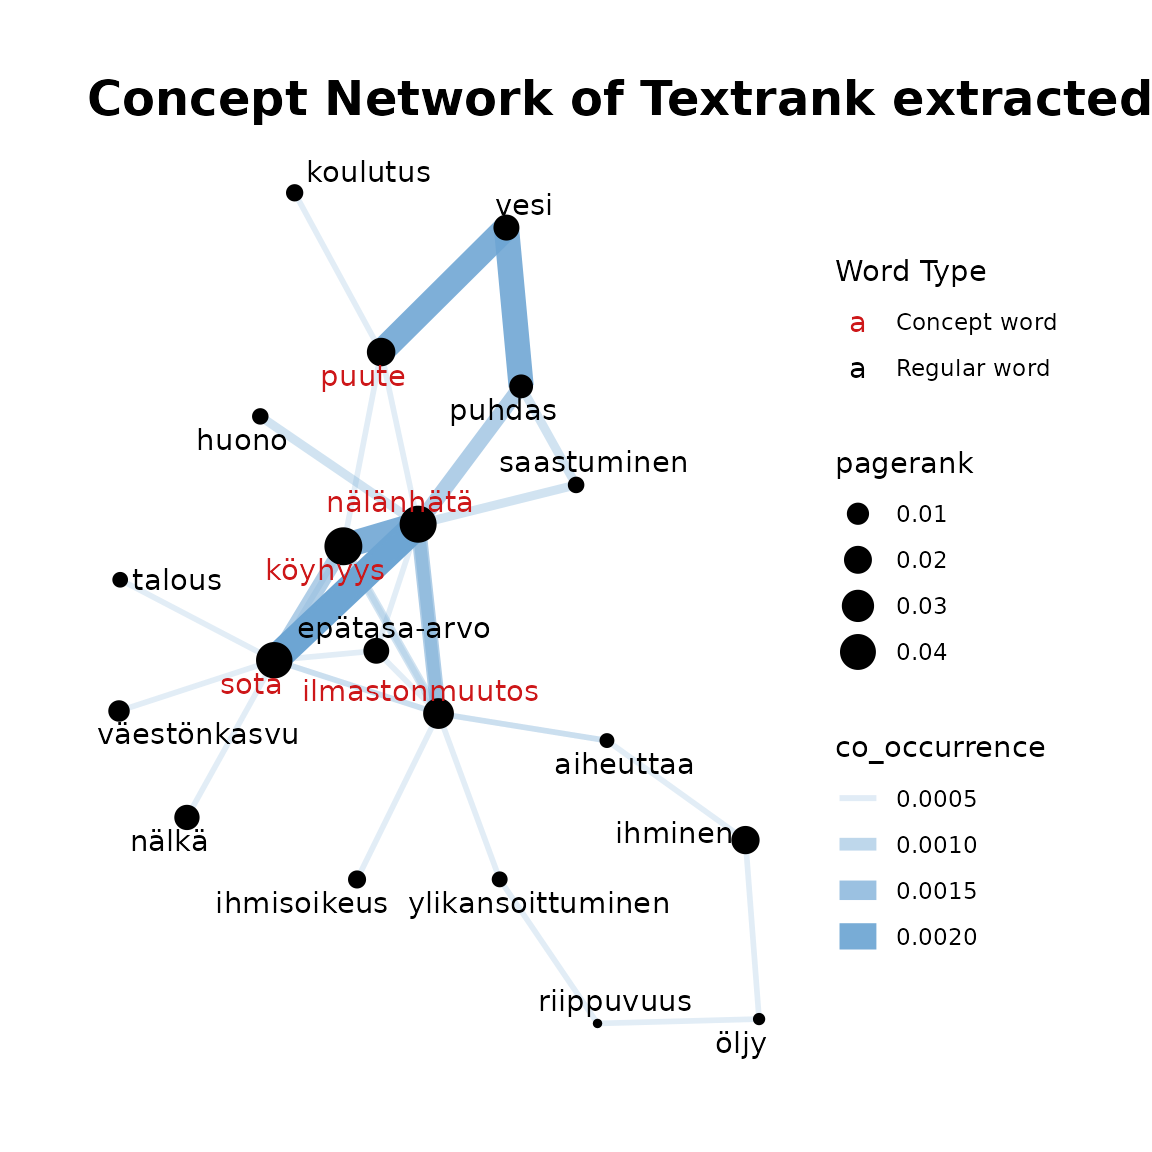 Concept Network of Textrank extracted
koulutus
vesi
puute
puhdas
huono
saastuminen
nälänhätä
köyhyys
talous
epätasa-arvo
sota
ilmastonmuutos
väestönkasvu
aiheuttaa
ihminen
nälkä
ihmisoikeus
ylikansoittuminen
riippuvuus
öljy
Word Type
a Concept word
a Regular word
pagerank
0.01
0.02
0.03
0.04
co_occurrence
0.0005
0.0010
0.0015
0.0020